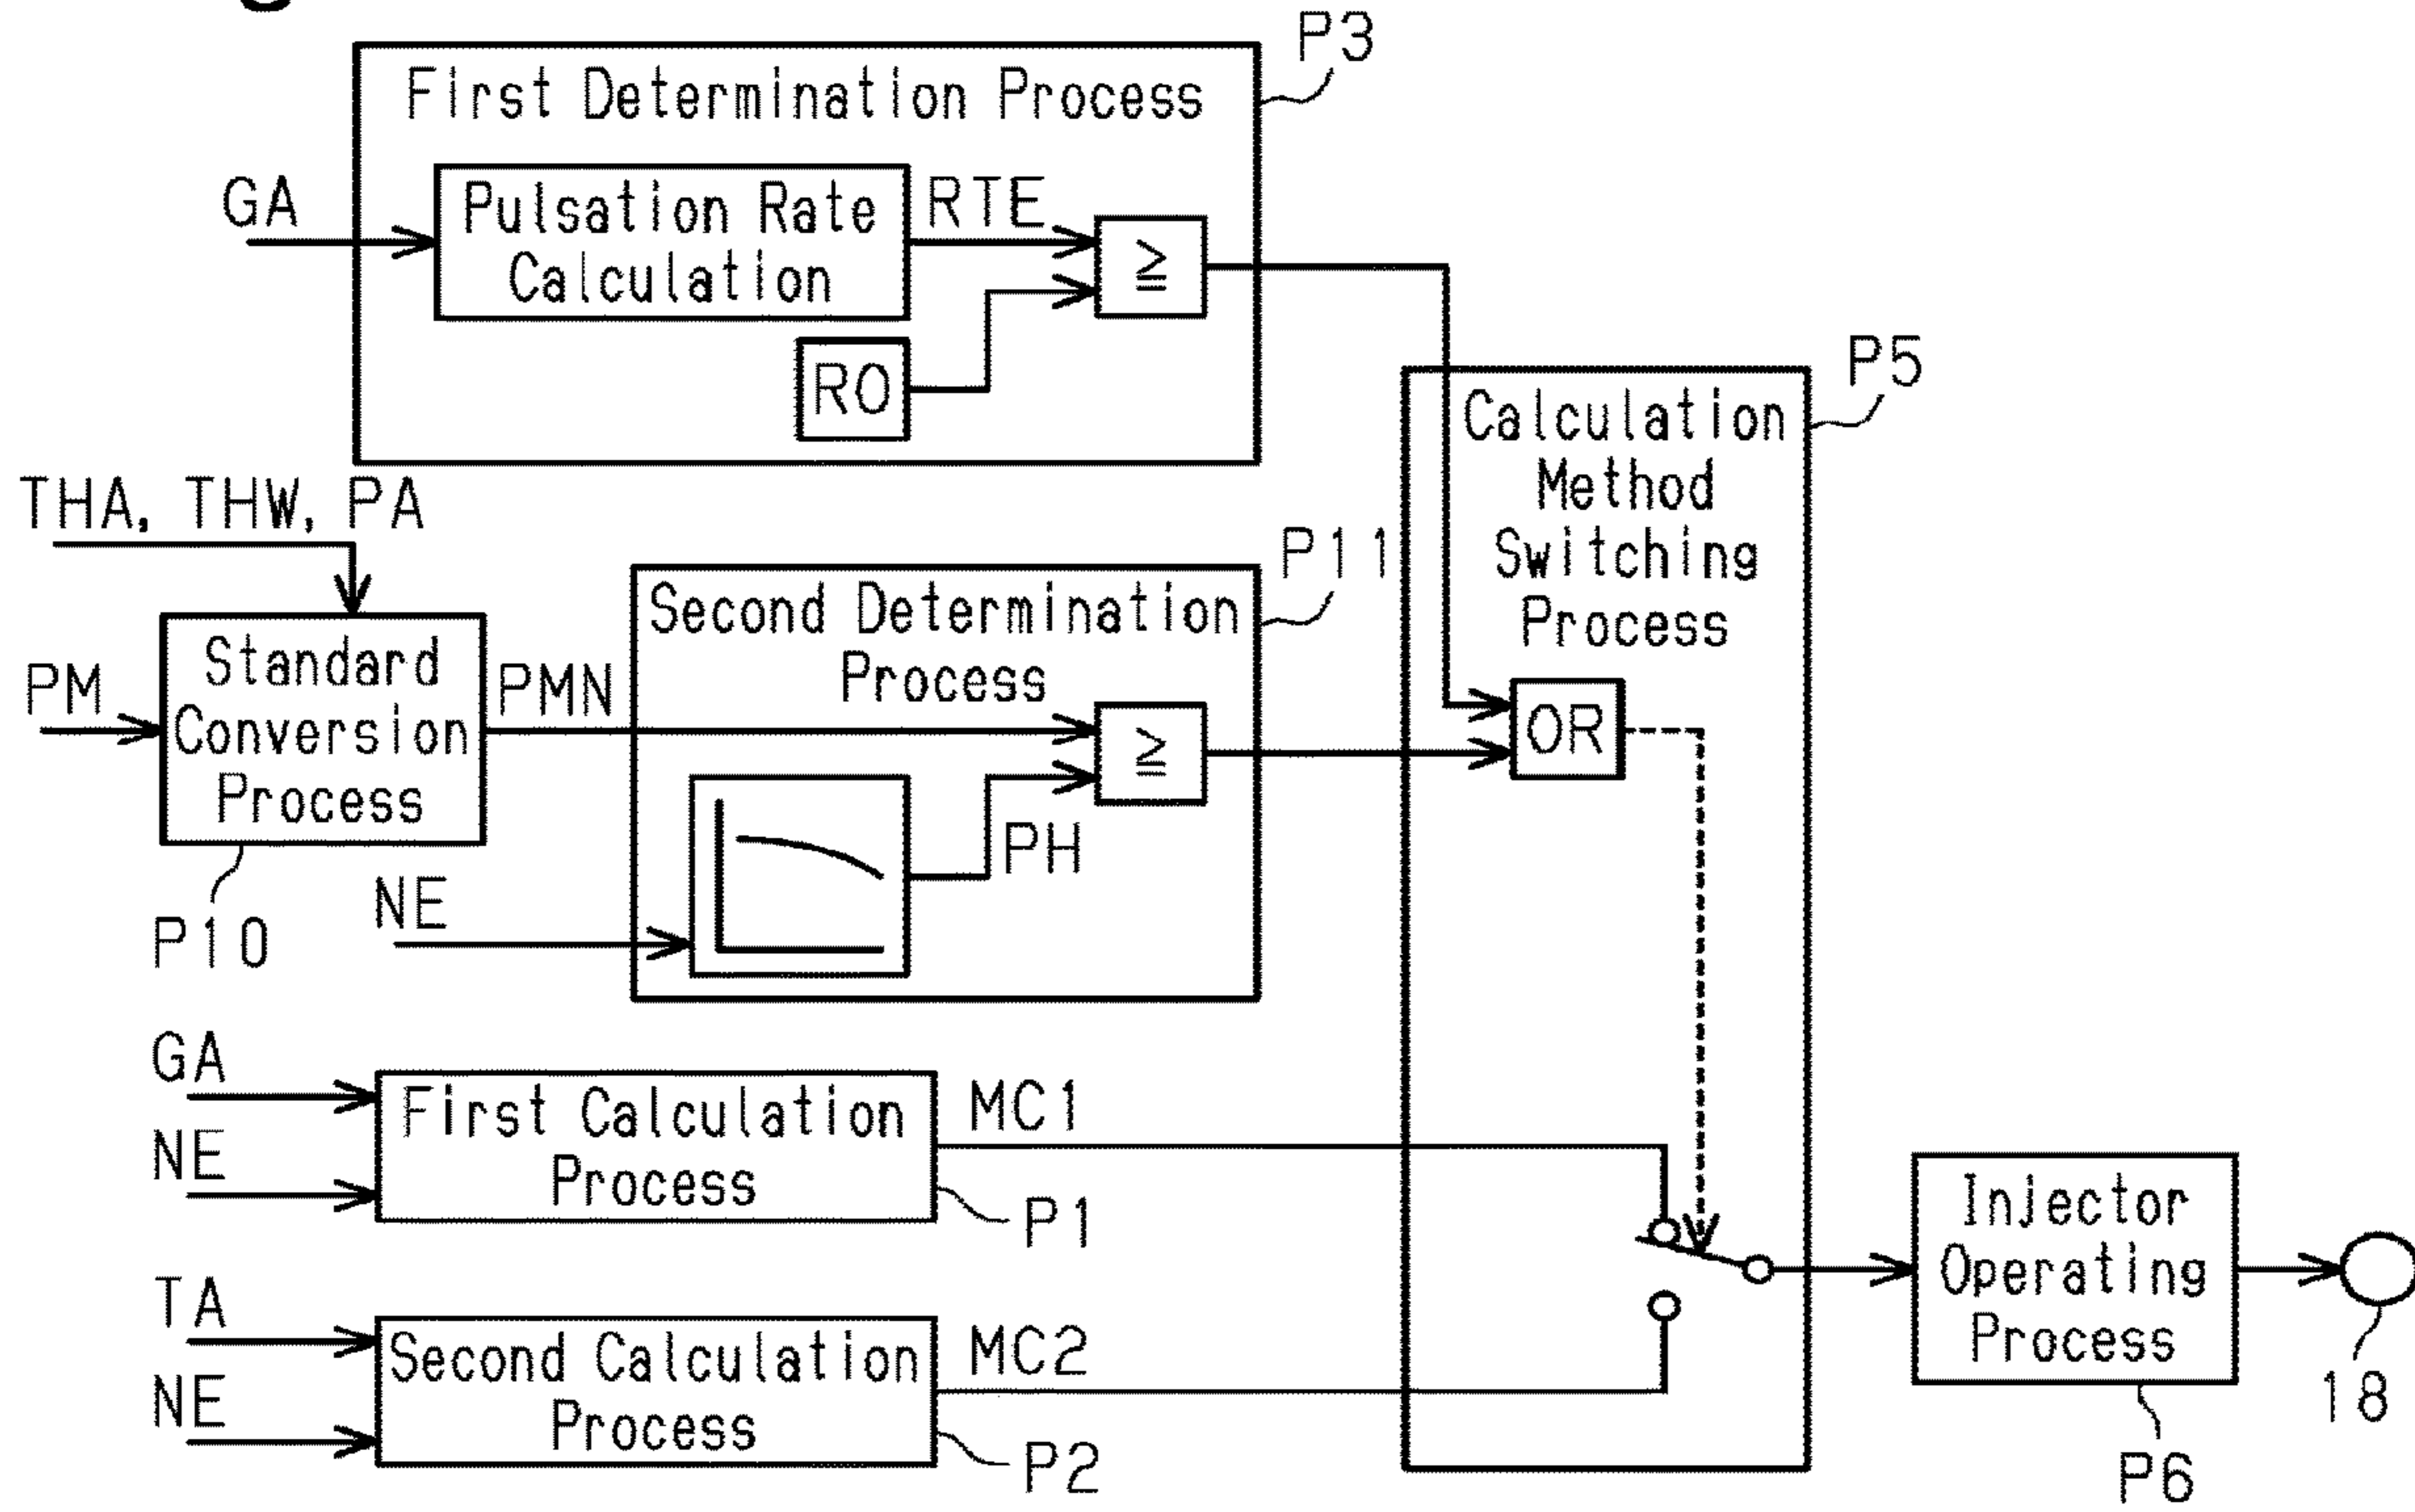 P3
First Determination Process
GA
Pulsation Rate
Calculation
RTE
≧
RO
P5
Calculation
Method
Switching
Process
THA, THW, PA
P11
Second Determination
Process
PM
Standard
Conversion
Process
PMN
≧
OR
PH
NE
P10
GA
NE
First Calculation
Process
MC1
P1
TA
NE
Second Calculation
Process
MC2
P2
Injector
Operating
Process
18
P6